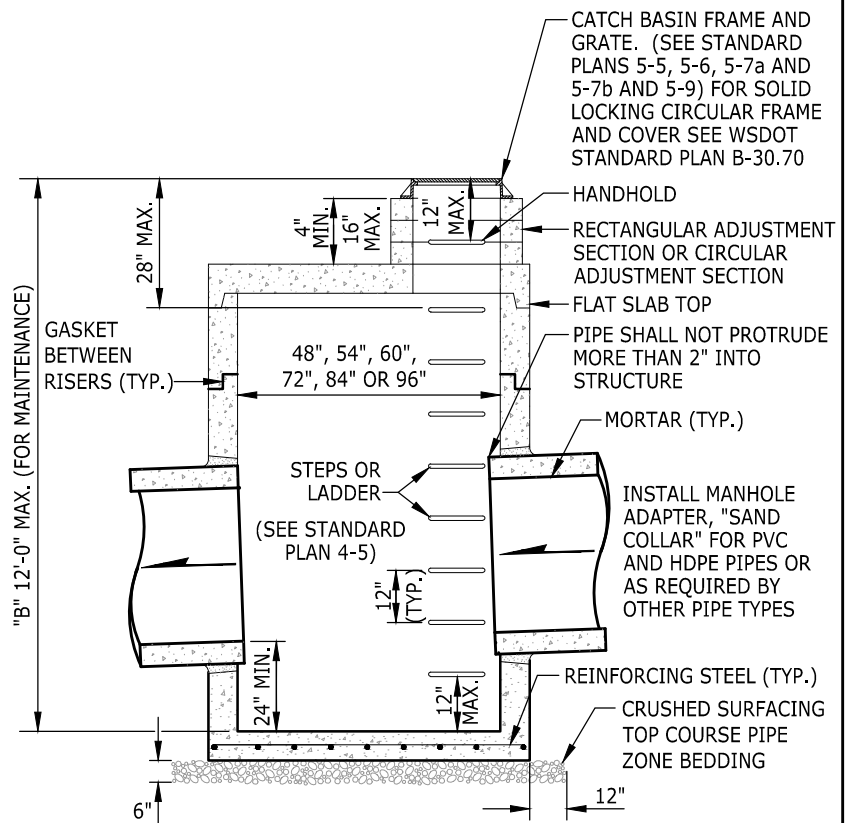 CATCH BASIN FRAME AND
GRATE. (SEE STANDARD
PLANS 5-5, 5-6, 5-7a AND
5-7b AND 5-9) FOR SOLID
LOCKING CIRCULAR FRAME
AND COVER SEE WSDOT
STANDARD PLAN B-30.70
HANDHOLD
RECTANGULAR ADJUSTMENT
SECTION OR CIRCULAR
ADJUSTMENT SECTION
FLAT SLAB TOP
PIPE SHALL NOT PROTRUDE
MORE THAN 2" INTO
STRUCTURE
MORTAR (TYP.)
INSTALL MANHOLE
ADAPTER, "SAND
COLLAR" FOR PVC
AND HDPE PIPES OR
AS REQUIRED BY
OTHER PIPE TYPES
REINFORCING STEEL (TYP.)
CRUSHED SURFACING
TOP COURSE PIPE
ZONE BEDDING
12"
"B" 12'-0" MAX. (FOR MAINTENANCE)
28" MAX.
4"
MIN.
16"
MAX.
12"
MAX.
GASKET
BETWEEN
RISERS (TYP.)
48", 54", 60",
72", 84" OR 96"
STEPS OR
LADDER
(SEE STANDARD
PLAN 4-5)
12"
(TYP.)
24" MIN.
12"
MAX.
6"